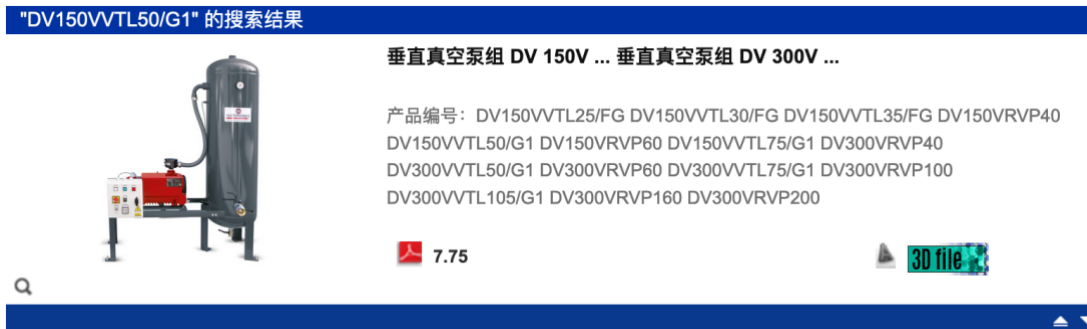 "DV150VVTL50/G1" 的搜索结果
垂直真空泵组 DV 150V ... 垂直真空泵组 DV 300V ...
产品编号：DV150VVTL25/FG DV150VVTL30/FG DV150VVTL35/FG DV150VRVP40
DV150VVTL50/G1 DV150VRVP60 DV150VVTL75/G1 DV300VRVP40
DV300VVTL50/G1 DV300VRVP60 DV300VVTL75/G1 DV300VRVP100
DV300VVTL105/G1 DV300VRVP160 DV300VRVP200
7.75
3D file